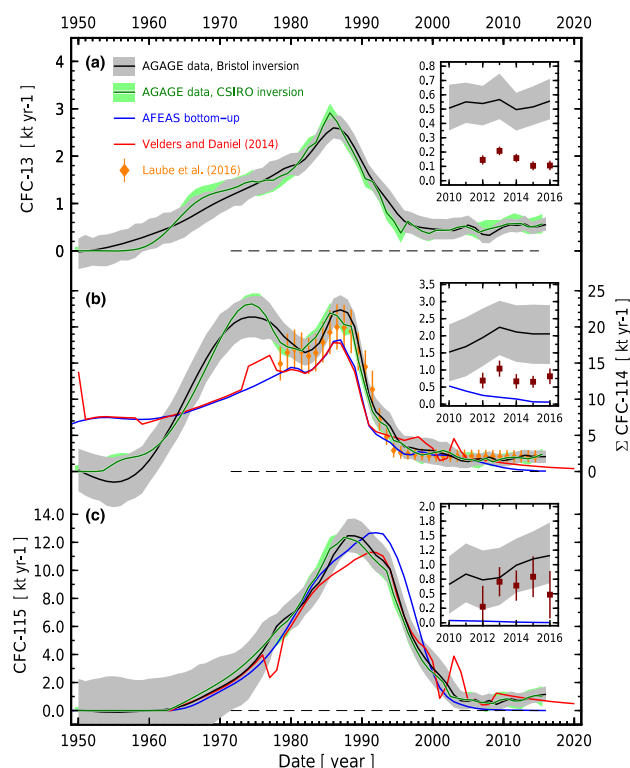 1950 1960 1970 1980 1990 2000 2010 2020
(a)
AGAGE data, Bristol inversion
AGAGE data, CSIRO inversion
AFEAS bottom-up
Velders and Daniel (2014)
Laube et al. (2016)
CFC-13 [ kt yr-1 ]
4
3
2
1
0
0.8
0.7
0.6
0.5
0.4
0.3
0.2
0.1
0.0
2010 2012 2014 2016
(b)
25
20
15
10
5
0
Σ CFC-114 [ kt yr-1 ]
3.5
3.0
2.5
2.0
1.5
1.0
0.5
0.0
2010 2012 2014 2016
(c)
CFC-115 [ kt yr-1 ]
14.0
12.0
10.0
8.0
6.0
4.0
2.0
0.0
2.0
1.8
1.5
1.2
1.0
0.8
0.5
0.2
0.0
2010 2012 2014 2016
1950 1960 1970 1980 1990 2000 2010 2020
Date [ year ]